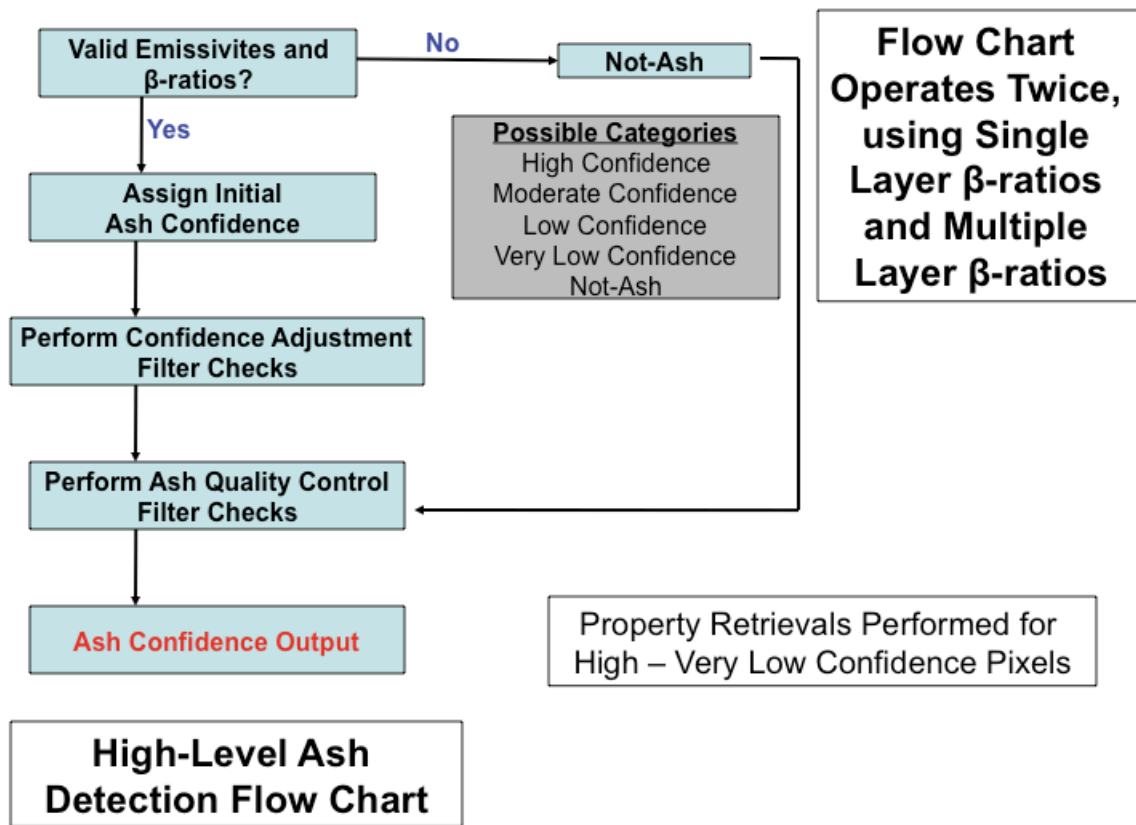 Valid Emissivites and
β-ratios?
No
Not-Ash
Flow Chart
Operates Twice,
using Single
Layer β-ratios
and Multiple
Layer β-ratios
Yes
Possible Categories
High Confidence
Moderate Confidence
Low Confidence
Very Low Confidence
Not-Ash
Assign Initial
Ash Confidence
Perform Confidence Adjustment
Filter Checks
Perform Ash Quality Control
Filter Checks
Ash Confidence Output
Property Retrievals Performed for
High – Very Low Confidence Pixels
High-Level Ash
Detection Flow Chart